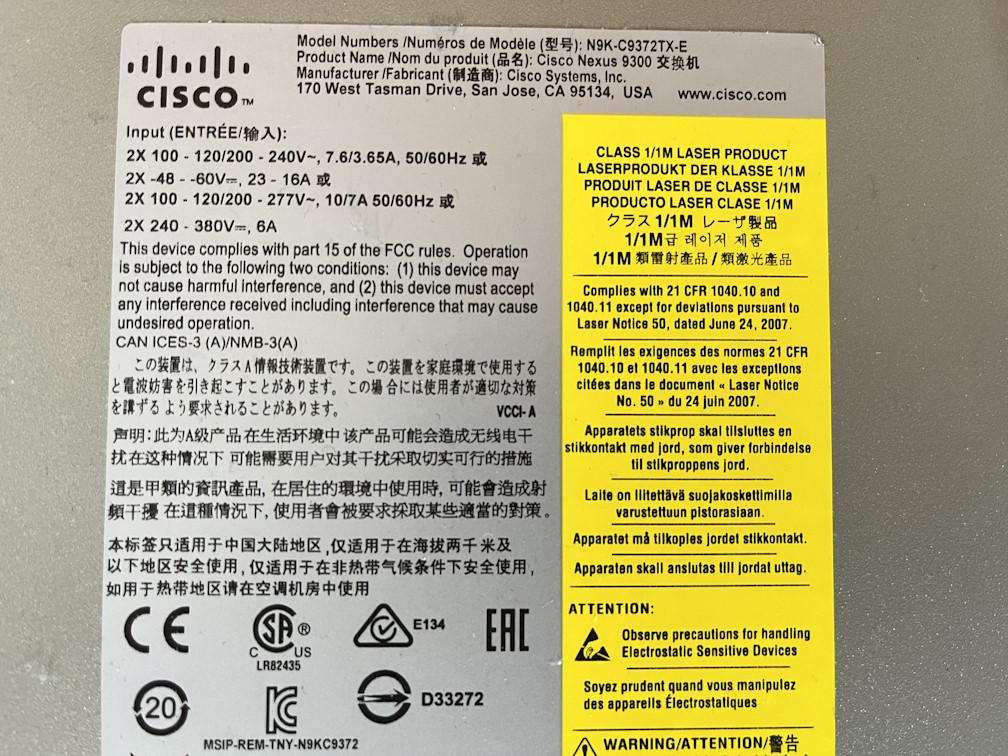 CISCO™
Model Numbers /Numéros de Modèle (型号): N9K-C9372TX-E
Product Name /Nom du produit (品名): Cisco Nexus 9300 交换机
Manufacturer /Fabricant (制造商): Cisco Systems, Inc.
170 West Tasman Drive, San Jose, CA 95134, USA www.cisco.com
Input (ENTRÉE/输入):
2X 100 - 120/200 - 240V~, 7.6/3.65A, 50/60Hz 或
2X -48 - -60V⎓, 23 - 16A 或
2X 100 - 120/200 - 277V~, 10/7A 50/60Hz 或
2X 240 - 380V⎓, 6A
This device complies with part 15 of the FCC rules. Operation
is subject to the following two conditions: (1) this device may
not cause harmful interference, and (2) this device must accept
any interference received including interference that may cause
undesired operation.
CAN ICES-3 (A)/NMB-3(A)
この装置は、クラスA情報技術装置です。この装置を家庭環境で使用する
と電波妨害を引き起こすことがあります。この場合には使用者が適切な対策
を講ずるよう要求されることがあります。
VCCI-A
声明:此为A级产品在生活环境中该产品可能会造成无线电干
扰在这种情况下可能需要用户对其干扰采取切实可行的措施
這是甲類的資訊產品,在居住的環境中使用時,可能會造成射
頻干擾在這種情況下,使用者會被要求採取某些適當的對策。
本标签只适用于中国大陆地区,仅适用于在海拔两千米及
以下地区安全使用,仅适用于在非热带气候条件下安全使用,
如用于热带地区请在空调机房中使用
CE
SA ®
C US
LR82435
E134
EAC
20
KC
D33272
MSIP-REM-TNY-N9KC9372
CLASS 1/1M LASER PRODUCT
LASERPRODUKT DER KLASSE 1/1M
PRODUIT LASER DE CLASSE 1/1M
PRODUCTO LASER CLASE 1/1M
クラス 1/1M レーザ製品
1/1M급 레이저 제품
1/1M 類雷射產品 / 類激光產品
Complies with 21 CFR 1040.10 and
1040.11 except for deviations pursuant to
Laser Notice 50, dated June 24, 2007.
Remplit les exigences des normes 21 CFR
1040.10 et 1040.11 avec les exceptions
citées dans le document « Laser Notice
No. 50 » du 24 juin 2007.
Apparatets stikprop skal tilsluttes en
stikkontakt med jord, som giver forbindelse
til stikproppens jord.
Laite on liitettävä suojakoskettimilla
varustettuun pistorasiaan.
Apparatet må tilkoples jordet stikkontakt.
Apparaten skall anslutas till jordat uttag.
ATTENTION:
Observe precautions for handling
Electrostatic Sensitive Devices
Soyez prudent quand vous manipulez
des appareils Électrostatiques
WARNING/ATTENTION/警告